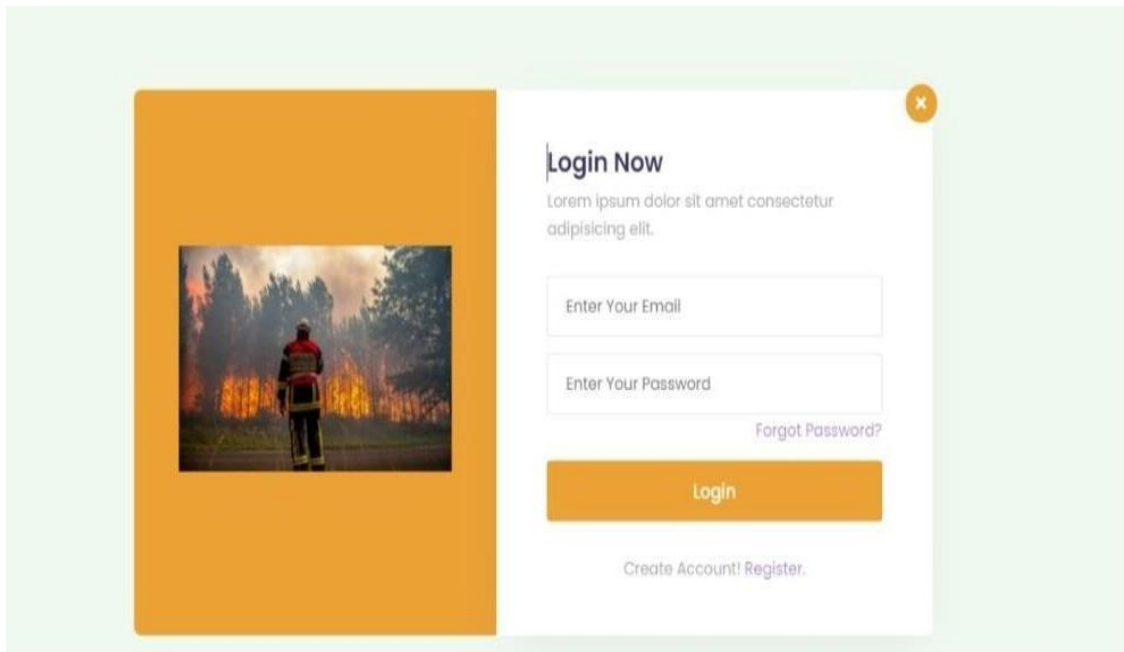 Login Now
Lorem ipsum dolor sit amet consectetur
adipisicing elit.
Enter Your Email
Enter Your Password
Forgot Password?
Login
Create Account! Register.